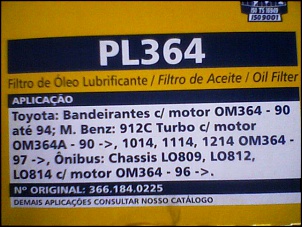 ISO 9001
PL364
Filtro de Óleo Lubrificante / Filtro de Aceite / Oil Filter
APLICAÇÃO
Toyota: Bandeirantes c/ motor OM364 - 90
até 94; M. Benz: 912C Turbo c/ motor
OM364A - 90 ->, 1014, 1114, 1214 OM364 -
97 ->, Ônibus: Chassis LO809, LO812,
LO814 c/ motor OM364 - 96 ->.
Nº ORIGINAL: 366.184.0225
DEMAIS APLICAÇÕES CONSULTAR NOSSO CATÁLOGO